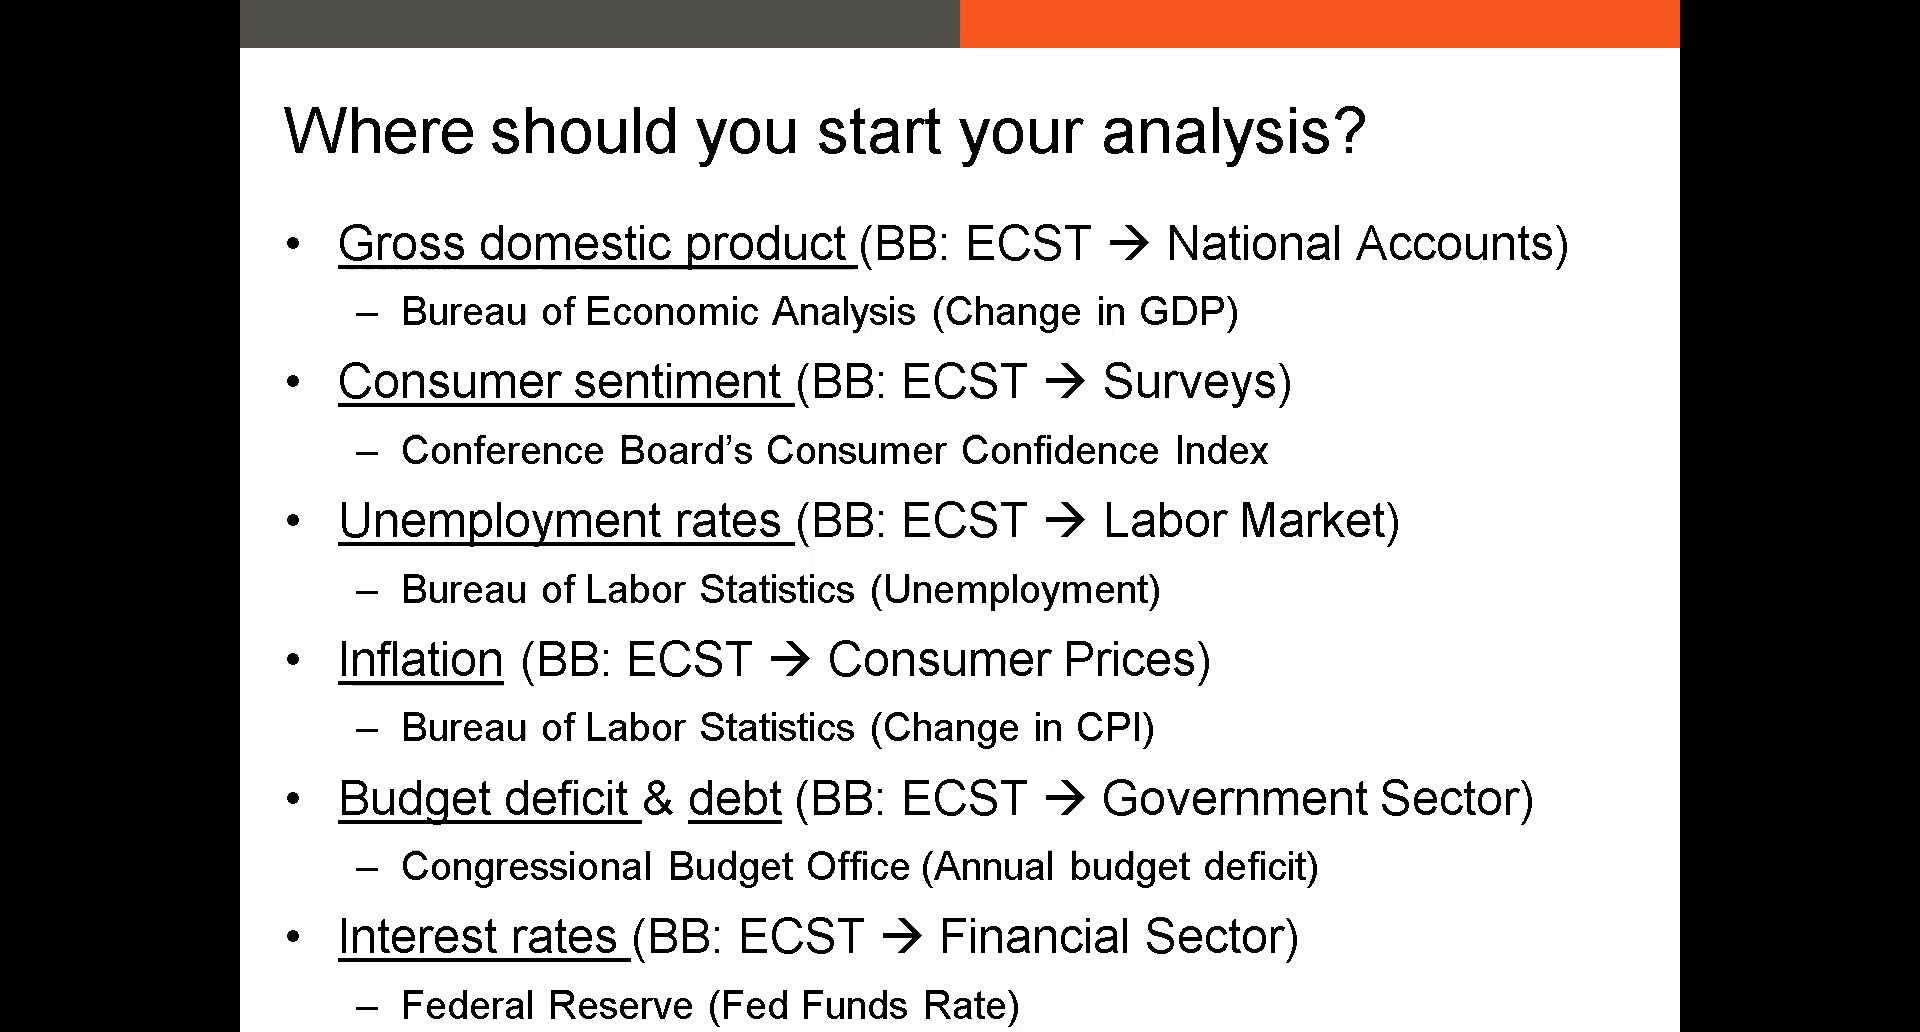 Where should you start your analysis?
• Gross domestic product (BB: ECST → National Accounts)
– Bureau of Economic Analysis (Change in GDP)
• Consumer sentiment (BB: ECST → Surveys)
– Conference Board’s Consumer Confidence Index
• Unemployment rates (BB: ECST → Labor Market)
– Bureau of Labor Statistics (Unemployment)
• Inflation (BB: ECST → Consumer Prices)
– Bureau of Labor Statistics (Change in CPI)
• Budget deficit & debt (BB: ECST → Government Sector)
– Congressional Budget Office (Annual budget deficit)
• Interest rates (BB: ECST → Financial Sector)
– Federal Reserve (Fed Funds Rate)